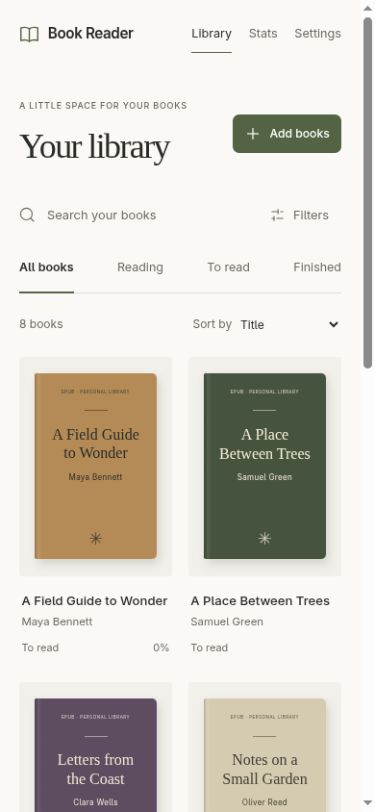 Book Reader
Library
Stats
Settings
A LITTLE SPACE FOR YOUR BOOKS
Your library
Add books
Search your books
Filters
All books
Reading
To read
Finished
8 books
Sort by
Title
EPUB · PERSONAL LIBRARY
A Field Guide
to Wonder
Maya Bennett
EPUB · PERSONAL LIBRARY
A Place
Between Trees
Samuel Green
A Field Guide to Wonder
Maya Bennett
To read
0%
A Place Between Trees
Samuel Green
To read
EPUB · PERSONAL LIBRARY
Letters from
the Coast
Clara Wells
EPUB · PERSONAL LIBRARY
Notes on a
Small Garden
Oliver Reed